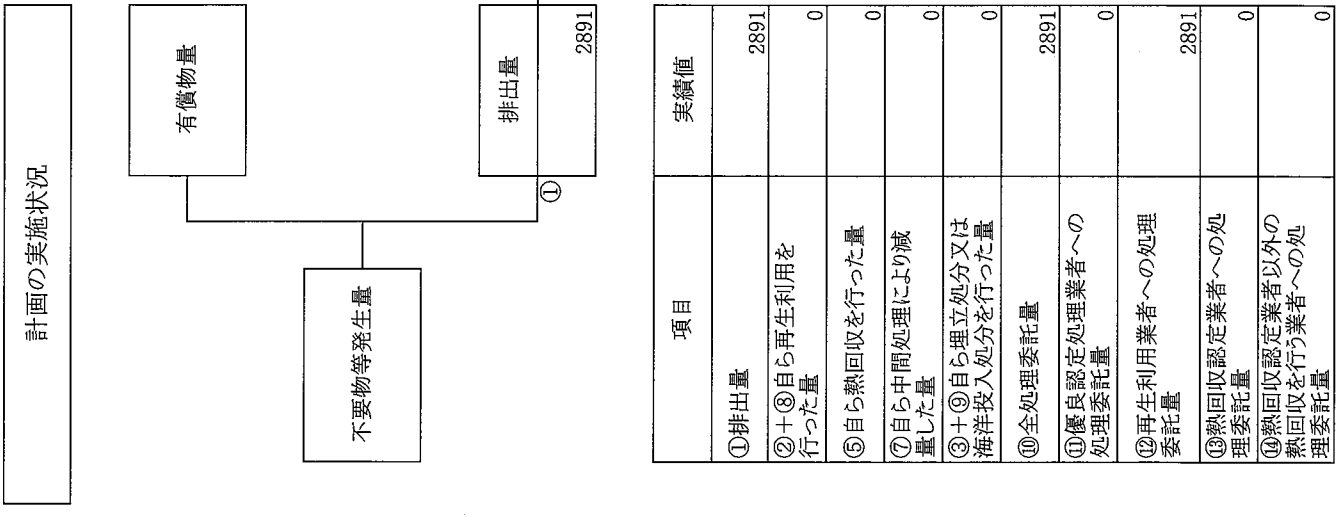 計画の実施状況
不要物等発生量
有償物量
①
排出量
2891
項目 実績値
①排出量 2891
②+⑧自ら再生利用を
行った量 0
⑤自ら熱回収を行った量 0
⑦自ら中間処理により減
量した量 0
③+⑨自ら埋立処分又は
海洋投入処分を行った量 0
⑩全処理委託量 2891
⑪優良認定処理業者への
処理委託量 0
⑫再生利用業者への処理
委託量 2891
⑬熱回収認定業者への処
理委託量 0
⑭熱回収認定業者以外の
熱回収を行う業者への処
理委託量 0